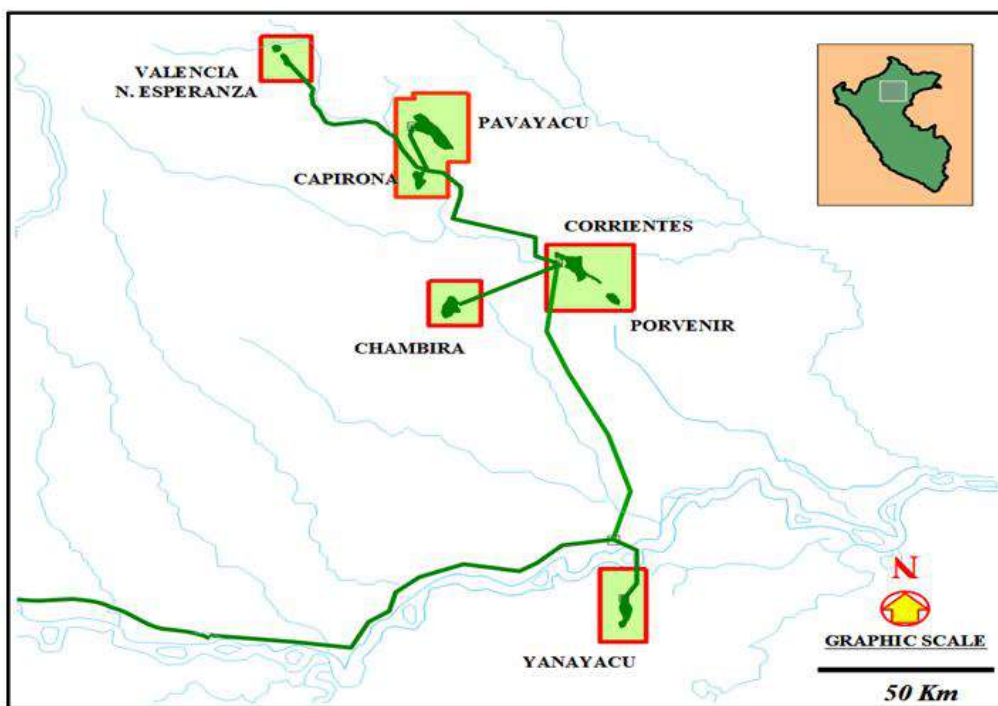 VALENCIA
N. ESPERANZA
PAVAYACU
CAPIRONA
CORRIENTES
PORVENIR
CHAMBIRA
YANAYACU
N
GRAPHIC SCALE
50 Km